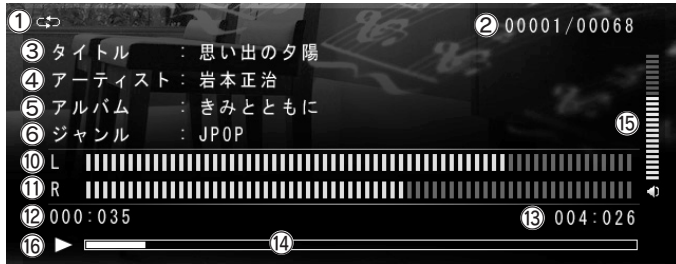 ① ② 00001/00068
③ タイトル : 思い出の夕陽
④ アーティスト : 岩本正治
⑤ アルバム : きみとともに
⑥ ジャンル : JPOP
⑮
⑩ L
⑪ R
⑫ 000:035 ⑬ 004:026
⑯ ⑭